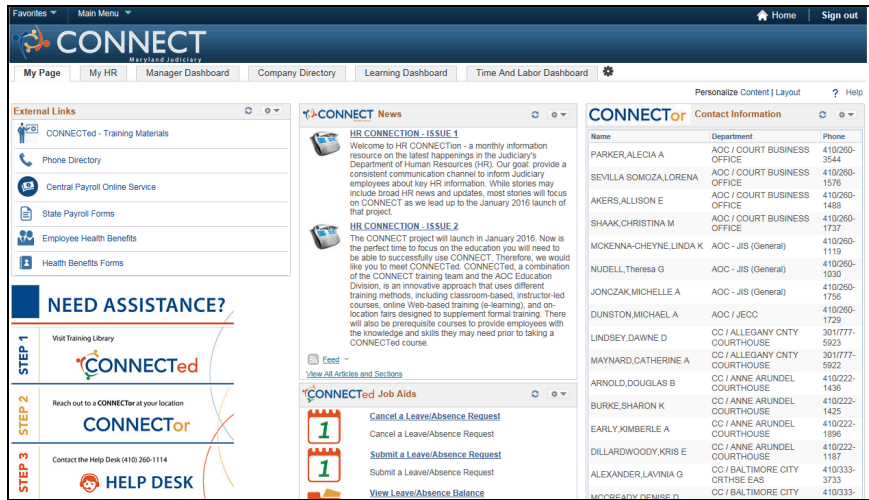 Favorites Main Menu Home Sign out
CONNECT
Maryland Judiciary
My Page My HR Manager Dashboard Company Directory Learning Dashboard Time And Labor Dashboard
Personalize Content | Layout ? Help
External Links
CONNECTed - Training Materials
Phone Directory
Central Payroll Online Service
State Payroll Forms
Employee Health Benefits
Health Benefits Forms
NEED ASSISTANCE?
STEP 1
Visit Training Library
CONNECTed
STEP 2
Reach out to a CONNECTor at your location
CONNECTor
STEP 3
Contact the Help Desk (410) 260-1114
HELP DESK
CONNECT News
HR CONNECTION - ISSUE 1
Welcome to HR CONNECTion - a monthly information
resource on the latest happenings in the Judiciary's
Department of Human Resources (HR). Our goal: provide a
consistent communication channel to inform Judiciary
employees about key HR information. While stories may
include broad HR news and updates, most stories will focus
on CONNECT as we lead up to the January 2016 launch of
that project.
HR CONNECTION - ISSUE 2
The CONNECT project will launch in January 2016. Now is
the perfect time to focus on the education you will need to
be able to successfully use CONNECT. Therefore, we would
like you to meet CONNECTed. CONNECTed, a combination
of the CONNECT training team and the AOC Education
Division, is an innovative approach that uses different
training methods, including classroom-based, instructor-led
courses, online Web-based training (e-learning), and on-
location fairs designed to supplement formal training. There
will also be prerequisite courses to provide employees with
the knowledge and skills they may need prior to taking a
CONNECTed course.
Feed
View All Articles and Sections
CONNECTed Job Aids
1
Cancel a Leave/Absence Request
Cancel a Leave/Absence Request
1
Submit a Leave/Absence Request
Submit a Leave/Absence Request
View Leave/Absence Balance
CONNECTor Contact Information
Name Department Phone
PARKER,ALECIA A AOC / COURT BUSINESS OFFICE 410/260-3544
SEVILLA SOMOZA,LORENA AOC / COURT BUSINESS OFFICE 410/260-1576
AKERS,ALLISON E AOC / COURT BUSINESS OFFICE 410/260-1488
SHAAK,CHRISTINA M AOC / COURT BUSINESS OFFICE 410/260-1737
MCKENNA-CHEYNE,LINDA K AOC - JIS (General) 410/260-1119
NUDELL,Theresa G AOC - JIS (General) 410/260-1030
JONCZAK,MICHELLE A AOC - JIS (General) 410/260-1756
DUNSTON,MICHAEL A AOC / JECC 410/260-1729
LINDSEY,DAWNE D CC / ALLEGANY CNTY COURTHOUSE 301/777-5923
MAYNARD,CATHERINE A CC / ALLEGANY CNTY COURTHOUSE 301/777-5922
ARNOLD,DOUGLAS B CC / ANNE ARUNDEL COURTHOUSE 410/222-1436
BURKE,SHARON K CC / ANNE ARUNDEL COURTHOUSE 410/222-1425
EARLY,KIMBERLE A CC / ANNE ARUNDEL COURTHOUSE 410/222-1896
DILLARDWOODY,KRIS E CC / ANNE ARUNDEL COURTHOUSE 410/222-1187
ALEXANDER,LAVINIA G CC / BALTIMORE CITY CRTHSE EAS 410/333-3733
MCCREADY,DENISE D CC / BALTIMORE CITY 410/333-